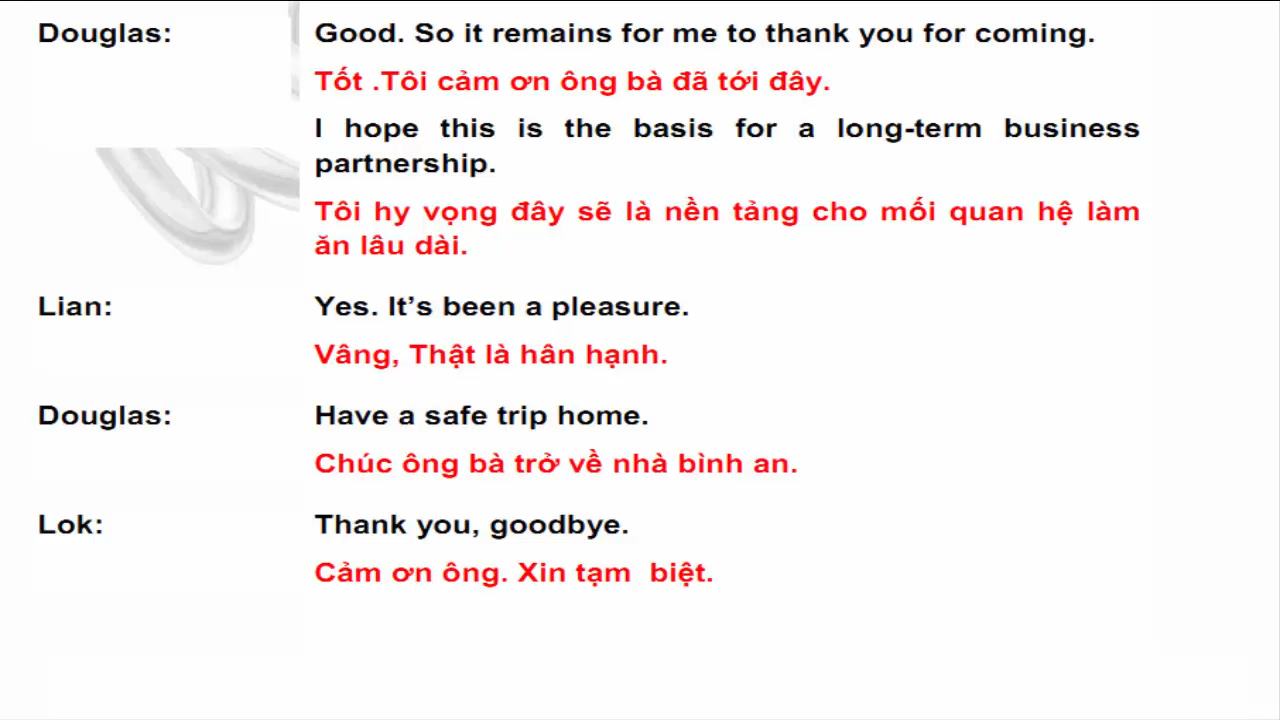 Douglas: Good. So it remains for me to thank you for coming.
Tốt .Tôi cảm ơn ông bà đã tới đây.
I hope this is the basis for a long-term business
partnership.
Tôi hy vọng đây sẽ là nền tảng cho mối quan hệ làm
ăn lâu dài.
Lian: Yes. It’s been a pleasure.
Vâng, Thật là hân hạnh.
Douglas: Have a safe trip home.
Chúc ông bà trở về nhà bình an.
Lok: Thank you, goodbye.
Cảm ơn ông. Xin tạm  biệt.